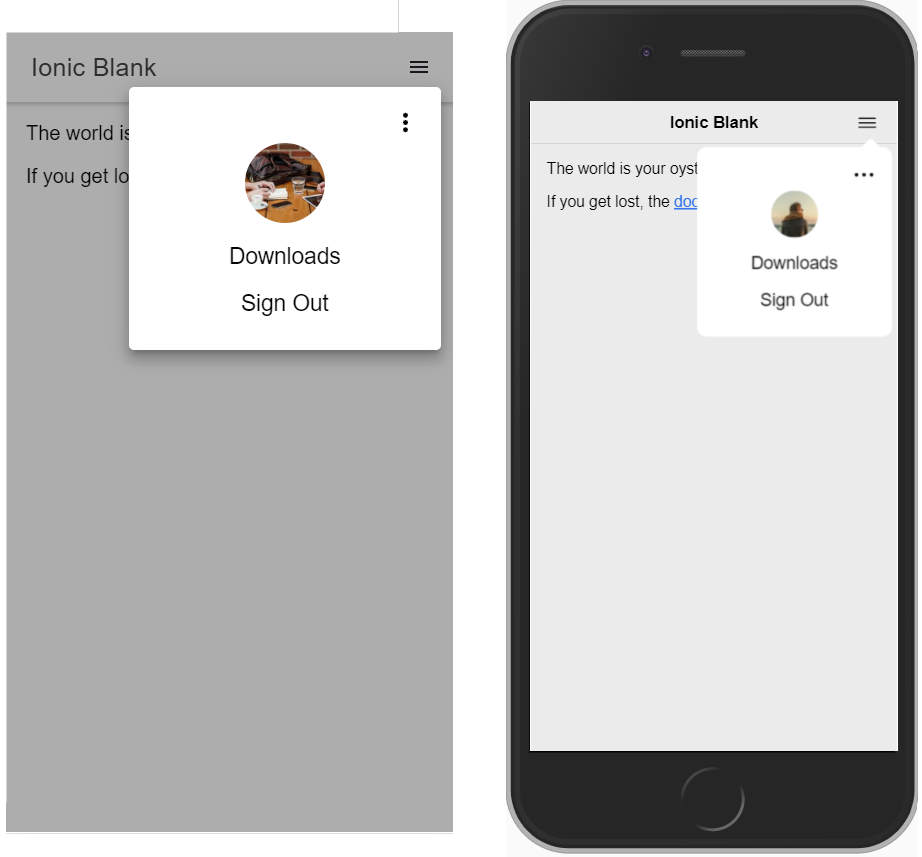 Ionic Blank
The world is
If you get lo
Downloads
Sign Out
Ionic Blank
The world is your oyst
If you get lost, the doc
Downloads
Sign Out